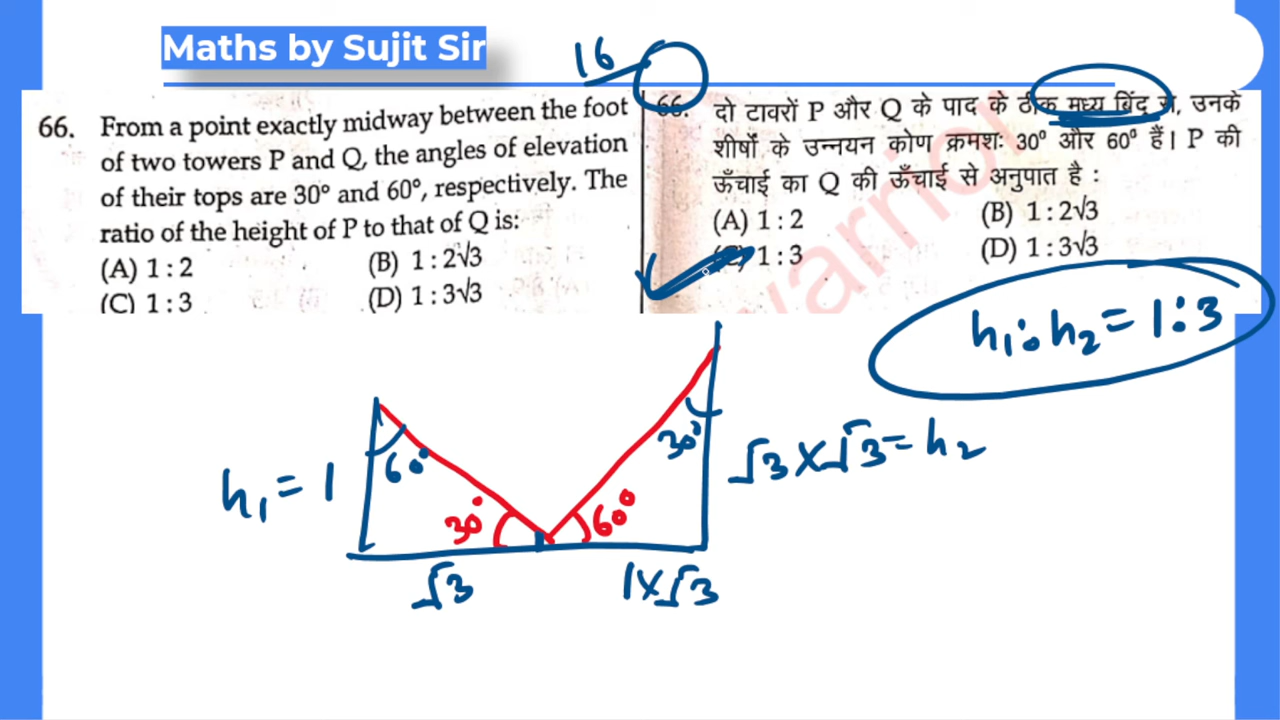 Maths by Sujit Sir
16
66. From a point exactly midway between the foot
of two towers P and Q, the angles of elevation
of their tops are 30° and 60°, respectively. The
ratio of the height of P to that of Q is:
(A) 1 : 2 (B) 1 : 2√3
(C) 1 : 3 (D) 1 : 3√3
66. दो टावरों P और Q के पाद के ठीक मध्य बिंदु से, उनके
शीर्षों के उन्नयन कोण क्रमशः 30° और 60° हैं। P की
ऊँचाई का Q की ऊँचाई से अनुपात है :
(A) 1 : 2 (B) 1 : 2√3
(C) 1 : 3 (D) 1 : 3√3
warrior
h₁ : h₂ = 1 : 3
h₁ = 1
60°
30°
60°
30°
√3 × √3 = h₂
√3
1×√3